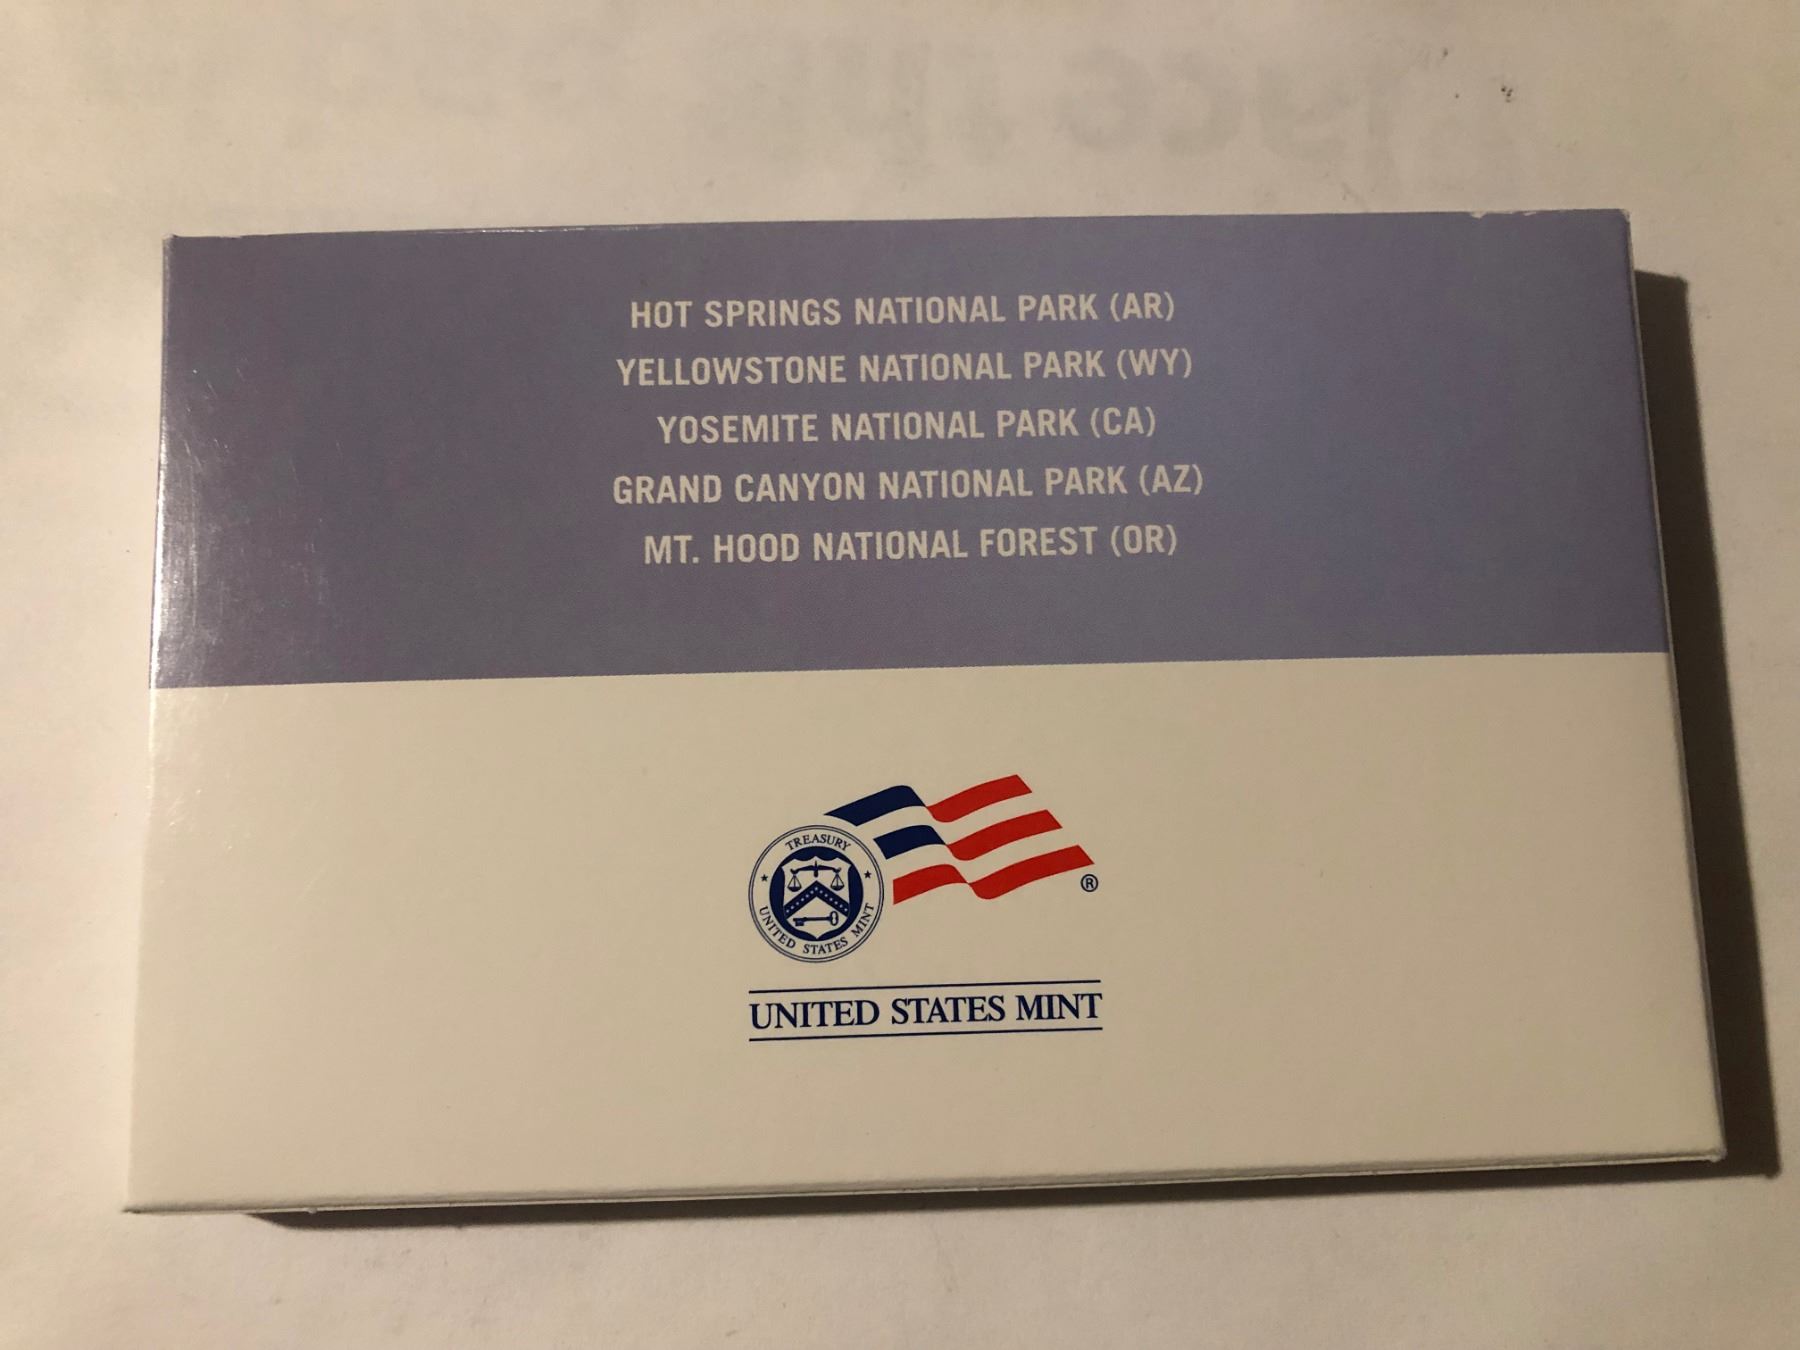 HOT SPRINGS NATIONAL PARK (AR)
YELLOWSTONE NATIONAL PARK (WY)
YOSEMITE NATIONAL PARK (CA)
GRAND CANYON NATIONAL PARK (AZ)
MT. HOOD NATIONAL FOREST (OR)
TREASURY
UNITED STATES MINT
®
UNITED STATES MINT